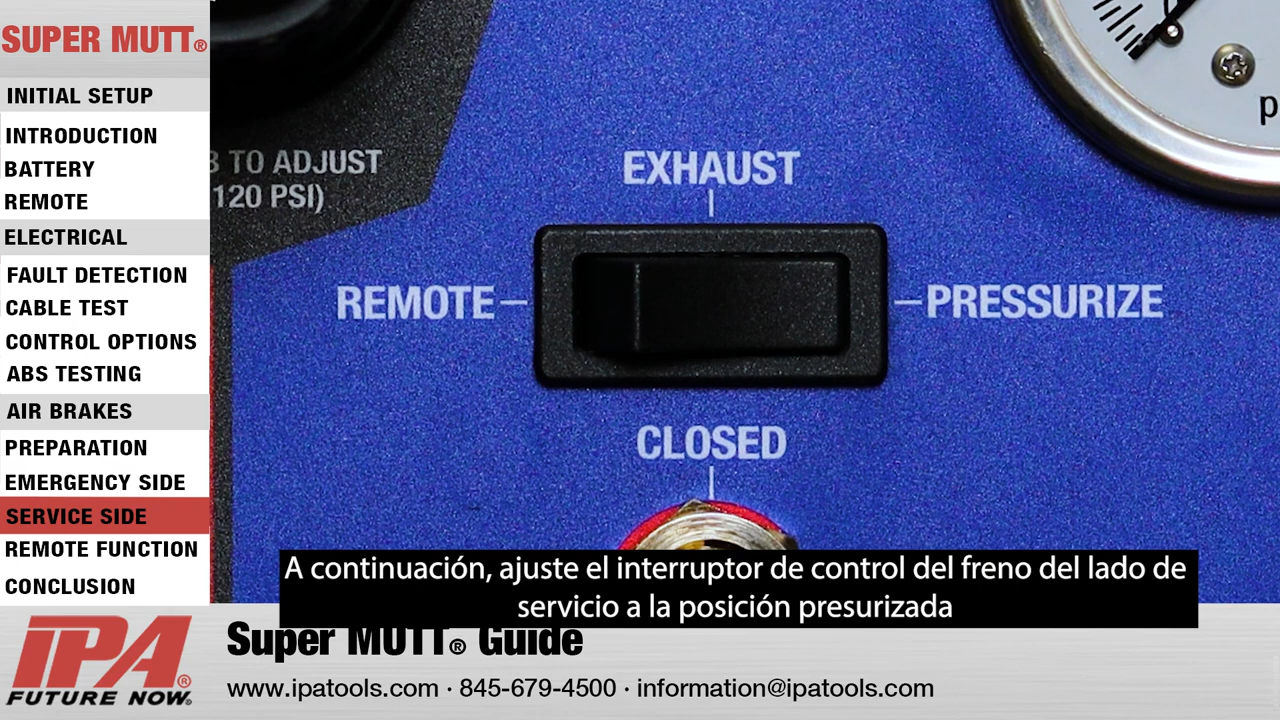 SUPER MUTT®
INITIAL SETUP
INTRODUCTION
BATTERY
REMOTE
ELECTRICAL
FAULT DETECTION
CABLE TEST
CONTROL OPTIONS
ABS TESTING
AIR BRAKES
PREPARATION
EMERGENCY SIDE
SERVICE SIDE
REMOTE FUNCTION
CONCLUSION
IPA®
FUTURE NOW®
TO ADJUST
120 PSI)
EXHAUST
REMOTE
PRESSURIZE
CLOSED
A continuación, ajuste el interruptor de control del freno del lado de
servicio a la posición presurizada
Super MUTT® Guide
www.ipatools.com · 845-679-4500 · information@ipatools.com